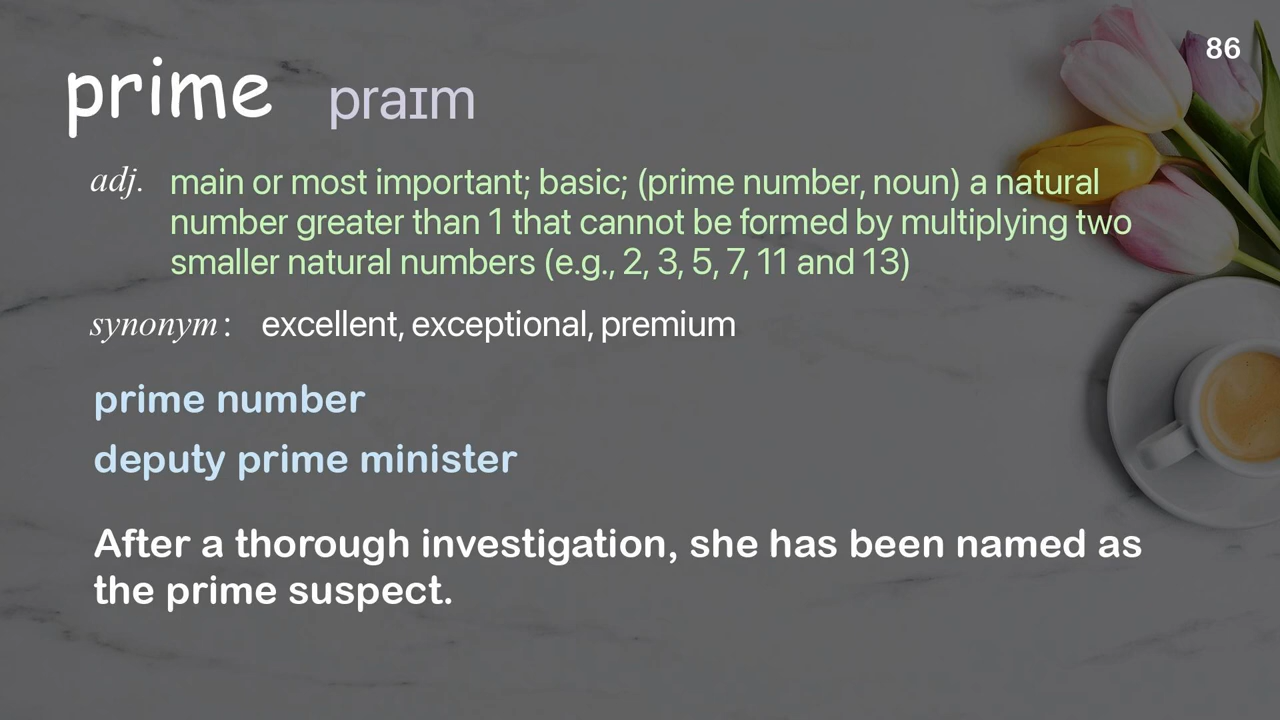 86
prime praɪm
adj. main or most important; basic; (prime number, noun) a natural
number greater than 1 that cannot be formed by multiplying two
smaller natural numbers (e.g., 2, 3, 5, 7, 11 and 13)
synonym: excellent, exceptional, premium
prime number
deputy prime minister
After a thorough investigation, she has been named as
the prime suspect.